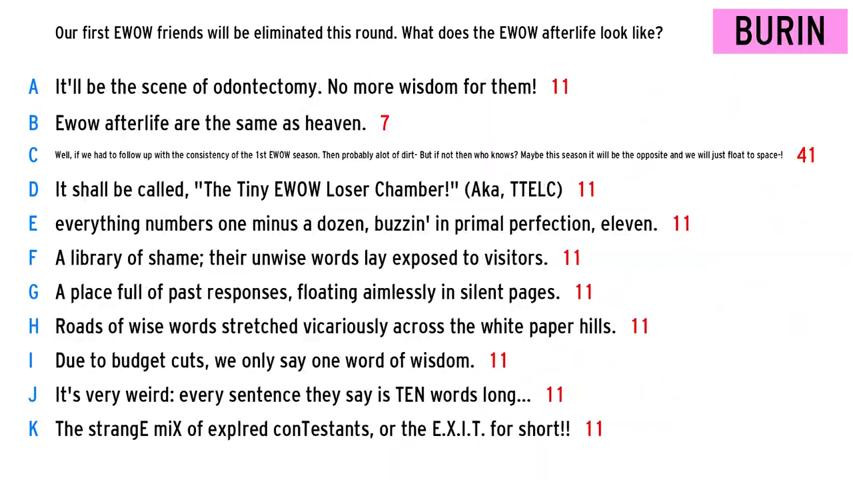 Our first EWOW friends will be eliminated this round. What does the EWOW afterlife look like?
BURIN
A It'll be the scene of odontectomy. No more wisdom for them! 11
B Ewow afterlife are the same as heaven. 7
C Well, if we had to follow up with the consistency of the 1st EWOW season. Then probably alot of dirt- But if not then who knows? Maybe this season it will be the opposite and we will just float to space-! 41
D It shall be called, "The Tiny EWOW Loser Chamber!" (Aka, TTELC) 11
E everything numbers one minus a dozen, buzzin' in primal perfection, eleven. 11
F A library of shame; their unwise words lay exposed to visitors. 11
G A place full of past responses, floating aimlessly in silent pages. 11
H Roads of wise words stretched vicariously across the white paper hills. 11
I Due to budget cuts, we only say one word of wisdom. 11
J It's very weird: every sentence they say is TEN words long... 11
K The strangE miX of expIred conTestants, or the E.X.I.T. for short!! 11